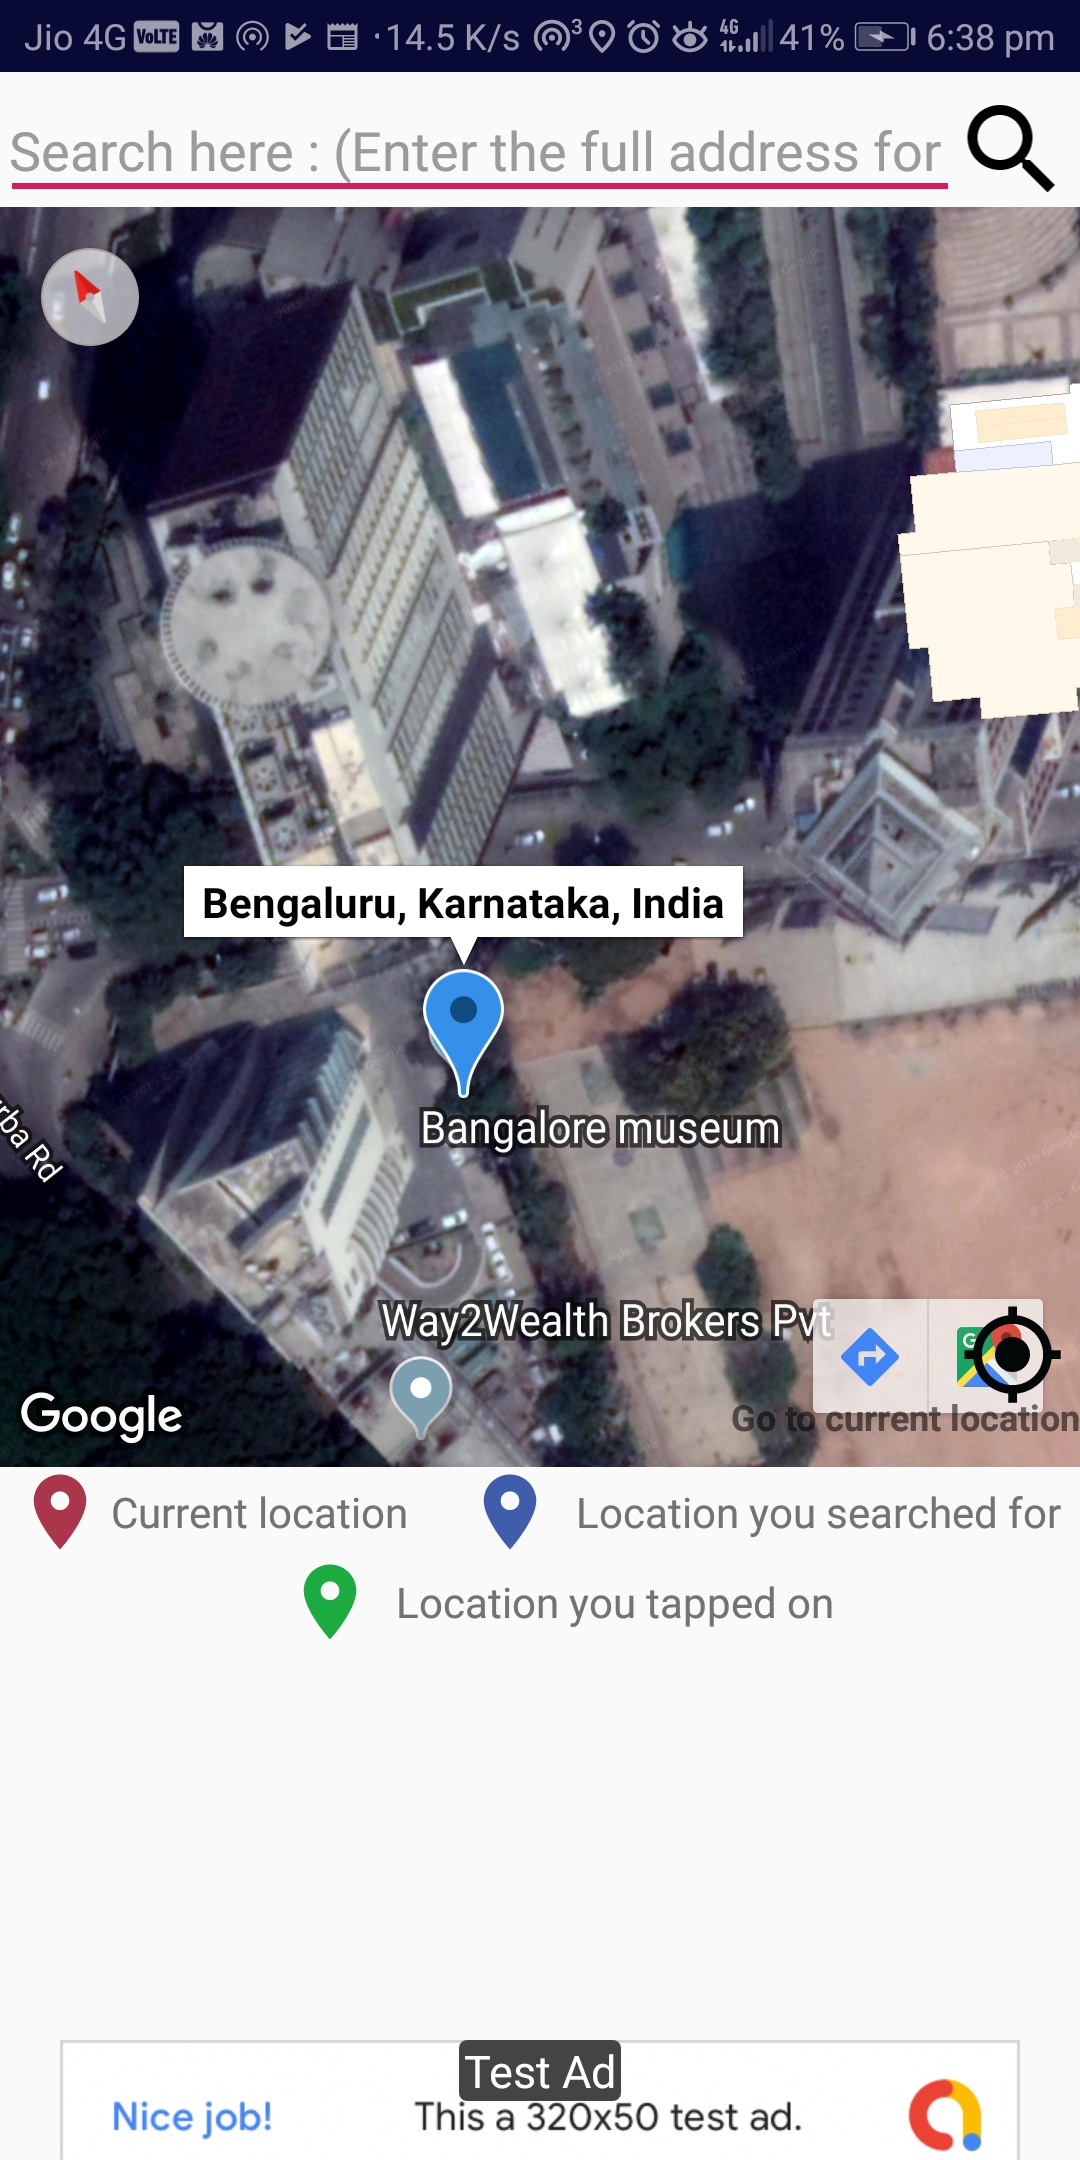 Jio 4G VoLTE 14.5 K/s 3 4G 41% 6:38 pm
Search here : (Enter the full address for
Bengaluru, Karnataka, India
Bangalore museum
rba Rd
Way2Wealth Brokers Pvt
G
Google
Go to current location
Current location
Location you searched for
Location you tapped on
Test Ad
Nice job!
This a 320x50 test ad.